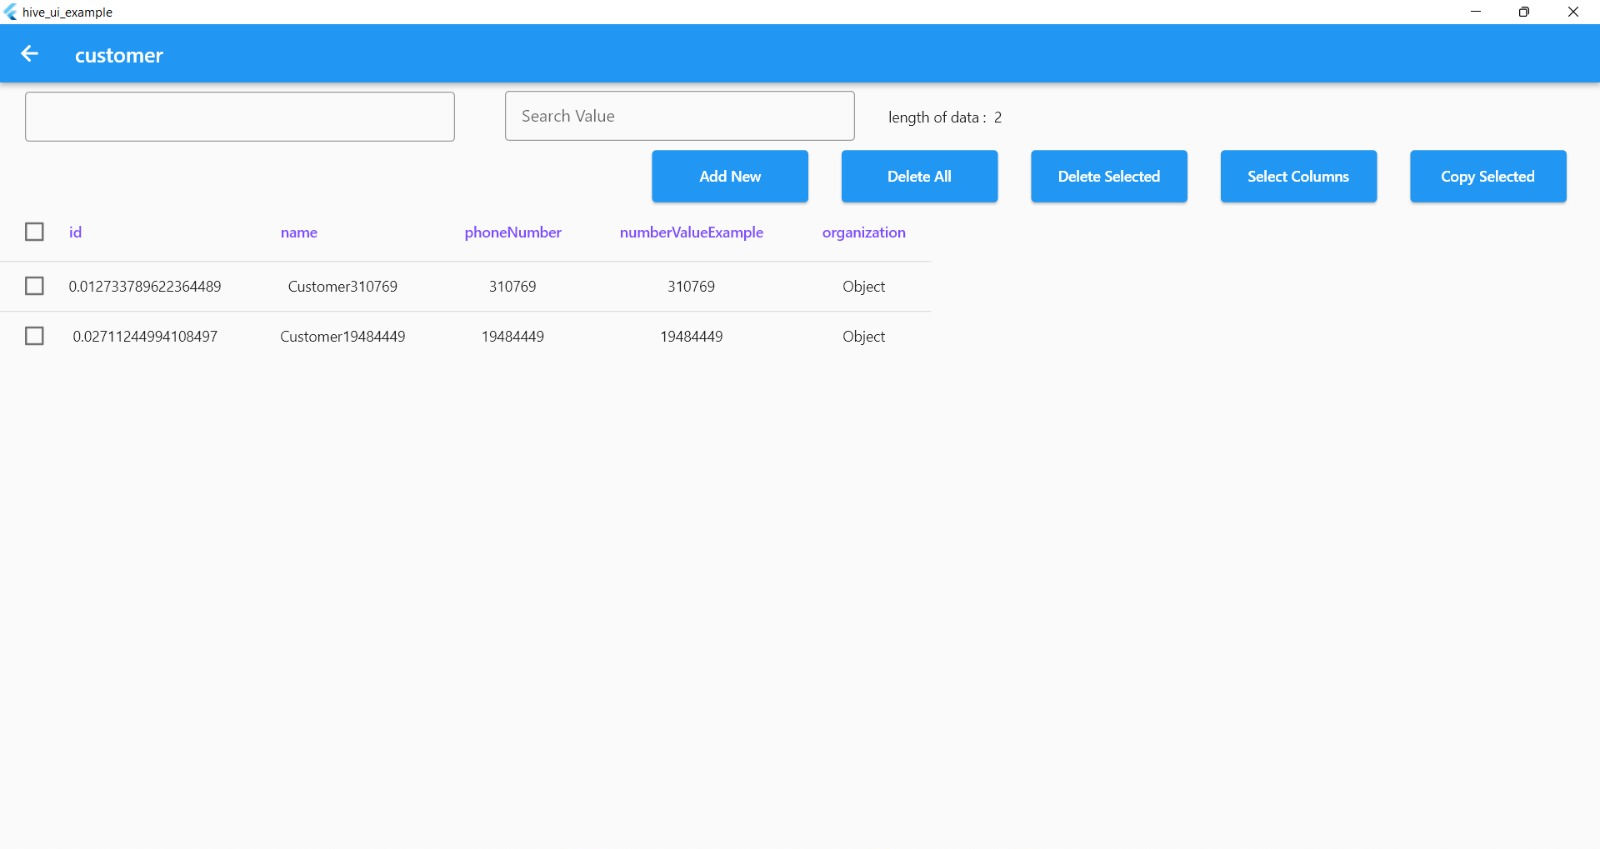 hive_ui_example
customer
Search Value
length of data : 2
Add New Delete All Delete Selected Select Columns Copy Selected
id name phoneNumber numberValueExample organization
0.012733789622364489 Customer310769 310769 310769 Object
0.02711244994108497 Customer19484449 19484449 19484449 Object